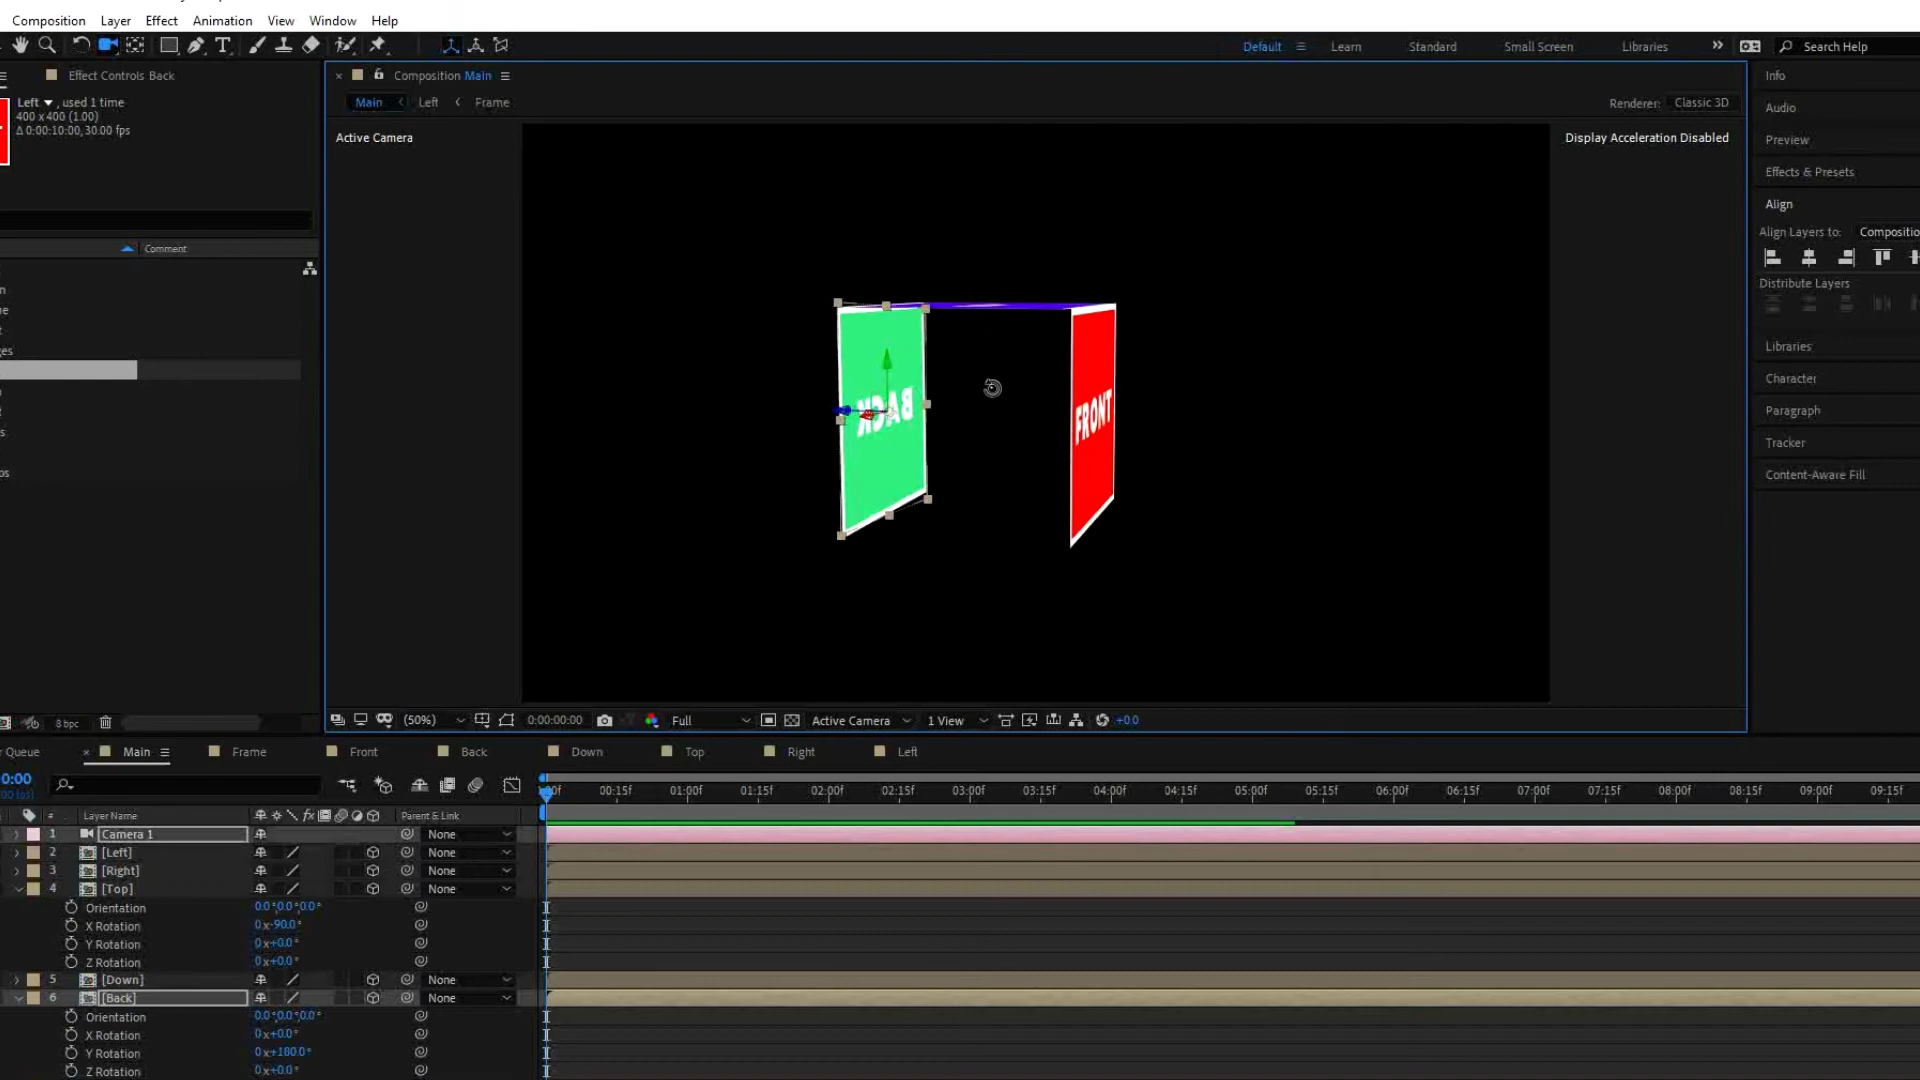 Composition Layer Effect Animation View Window Help
Default Learn Standard Small Screen Libraries Search Help
Effect Controls Back
Composition Main
Info
Left , used 1 time
400 x 400 (1.00)
Δ 0:00:10:00, 30.00 fps
Main Left Frame
Renderer: Classic 3D
Audio
Active Camera
Display Acceleration Disabled
Preview
Effects & Presets
Align
Align Layers to: Compositio
Comment
Distribute Layers
Libraries
Character
Paragraph
Tracker
Content-Aware Fill
BACK
FRONT
8 bpc
(50%) 0:00:00:00 Full Active Camera 1 View +0.0
r Queue Main Frame Front Back Down Top Right Left
0:00
00:15f 01:00f 01:15f 02:00f 02:15f 03:00f 03:15f 04:00f 04:15f 05:00f 05:15f 06:00f 06:15f 07:00f 07:15f 08:00f 08:15f 09:00f 09:15f
# Layer Name fx Parent & Link
1 Camera 1 None
2 [Left] None
3 [Right] None
4 [Top] None
Orientation 0.0°,0.0°,0.0°
X Rotation 0x-90.0°
Y Rotation 0x+0.0°
Z Rotation 0x+0.0°
5 [Down] None
6 [Back] None
Orientation 0.0°,0.0°,0.0°
X Rotation 0x+0.0°
Y Rotation 0x+180.0°
Z Rotation 0x+0.0°